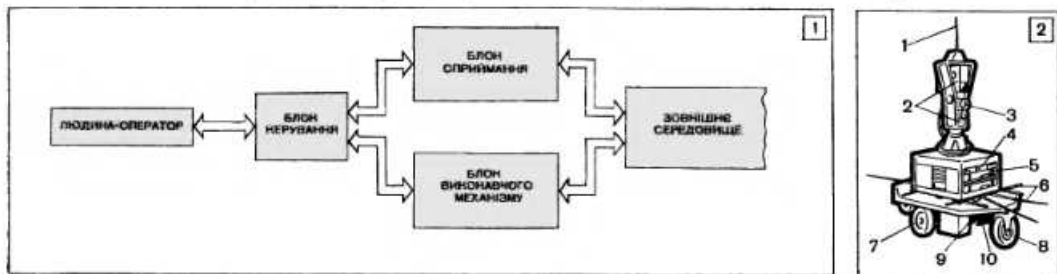 1
БЛОК
СПРИЙМАННЯ
ЛЮДИНА-ОПЕРАТОР
БЛОК
КЕРУВАННЯ
ЗОВНІШНЄ
СЕРЕДОВИЩЕ
БЛОК
ВИКОНАВЧОГО
МЕХАНІЗМУ
2
1
2
3
4
5
6
7
8
9
10